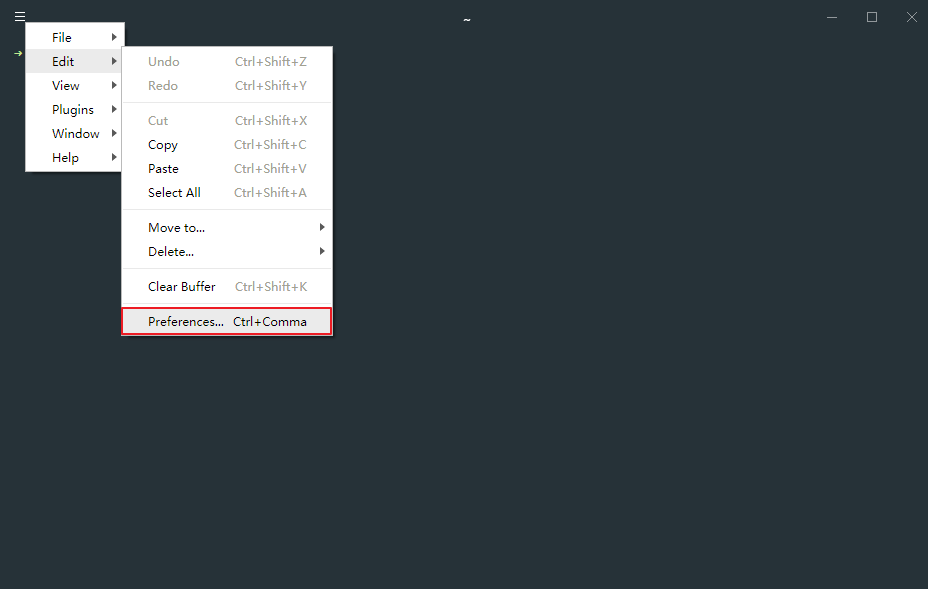 ~
File
Edit
View
Plugins
Window
Help
Undo Ctrl+Shift+Z
Redo Ctrl+Shift+Y
Cut Ctrl+Shift+X
Copy Ctrl+Shift+C
Paste Ctrl+Shift+V
Select All Ctrl+Shift+A
Move to...
Delete...
Clear Buffer Ctrl+Shift+K
Preferences... Ctrl+Comma